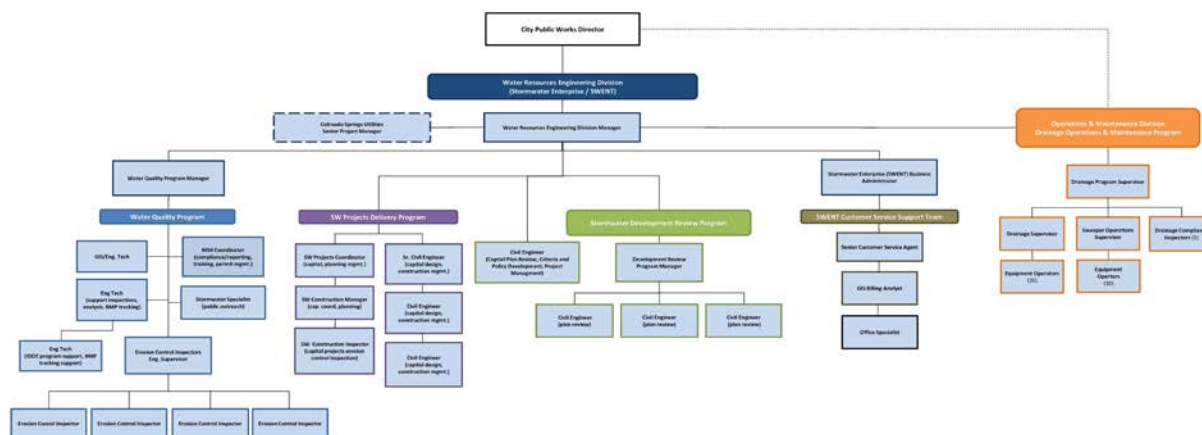 City Public Works Director
Water Resources Engineering Division
(Stormwater Enterprise / SWENT)
Colroado Springs Utilities
Senior Project Manager
Water Resources Engineering Division Manager
Operations & Maintenance Division
Drainage Operations & Maintenance Program
Water Quality Program Manager
Stormwater Enterprise (SWENT) Business
Administrator
Drainage Program Supervisor
Water Quality Program
SW Projects Delivery Program
Stormwater Development Review Program
SWENT Customer Service Support Team
GIS/Eng. Tech
MS4 Coordinator
(compliance/reporting,
training, permit mgmt.)
SW Projects Coordinator
(capital, planning mgmt.)
Sr. Civil Engineer
(capital design,
construction mgmt.)
Civil Engineer
(Capital Plan Review, Criteria and
Policy Development, Project
Management)
Development Review
Program Manager
Senior Customer Service Agent
Drainage Supervisor
Sweeper Operations
Supervisor
Drainage Compliance
Inspectors
Eng Tech
(support inspections,
analysis, BMP tracking)
Stormwater Specialist
(public outreach)
SW Construction Manager
(cap. coord, planning)
Civil Engineer
(capital design,
construction mgmt.)
GIS Billing Analyst
Equipment Operators
Equipment
Operators
Eng Tech
(IDDE program support, BMP
tracking support)
Erosion Control Inspectors
Eng. Supervisor
SW Construction Inspector
(capital projects erosion
control inspection)
Civil Engineer
(capital design,
construction mgmt.)
Civil Engineer
(plan review)
Civil Engineer
(plan review)
Civil Engineer
(plan review)
Office Specialist
Erosion Control Inspector
Erosion Control Inspector
Erosion Control Inspector
Erosion Control Inspector